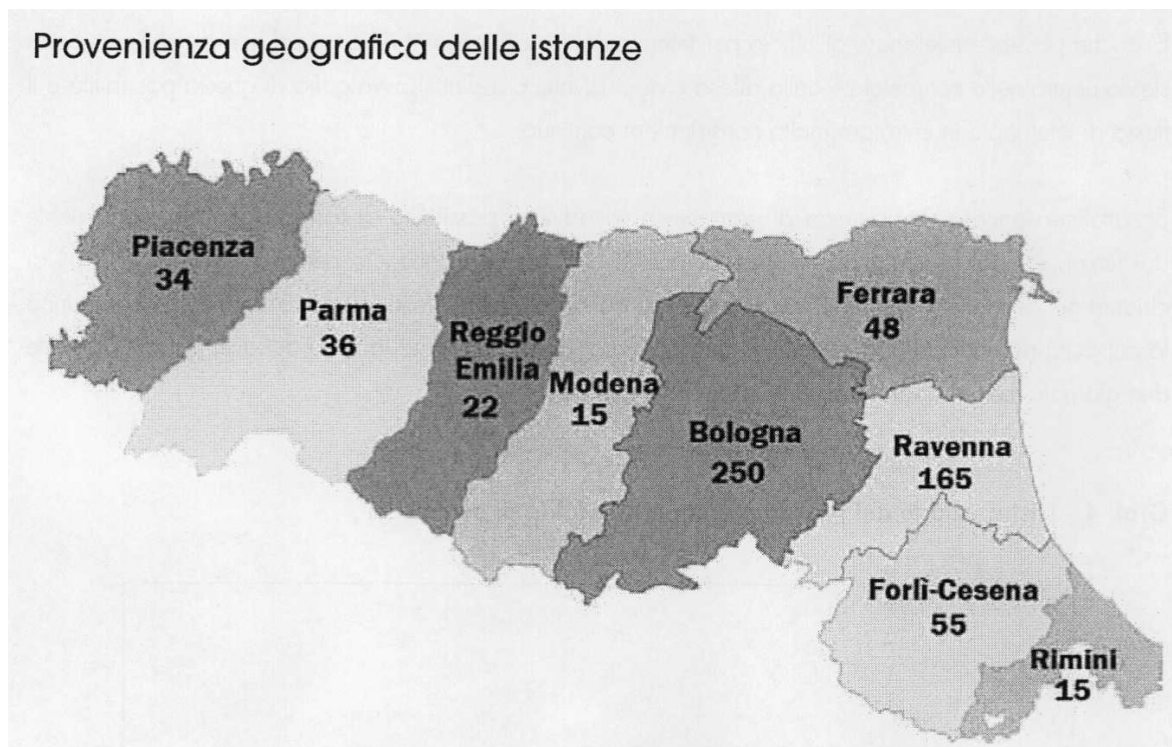 Provenienza geografica delle istanze
Piacenza
34
Parma
36
Reggio
Emilia
22
Modena
15
Bologna
250
Ferrara
48
Ravenna
165
Forlì-Cesena
55
Rimini
15